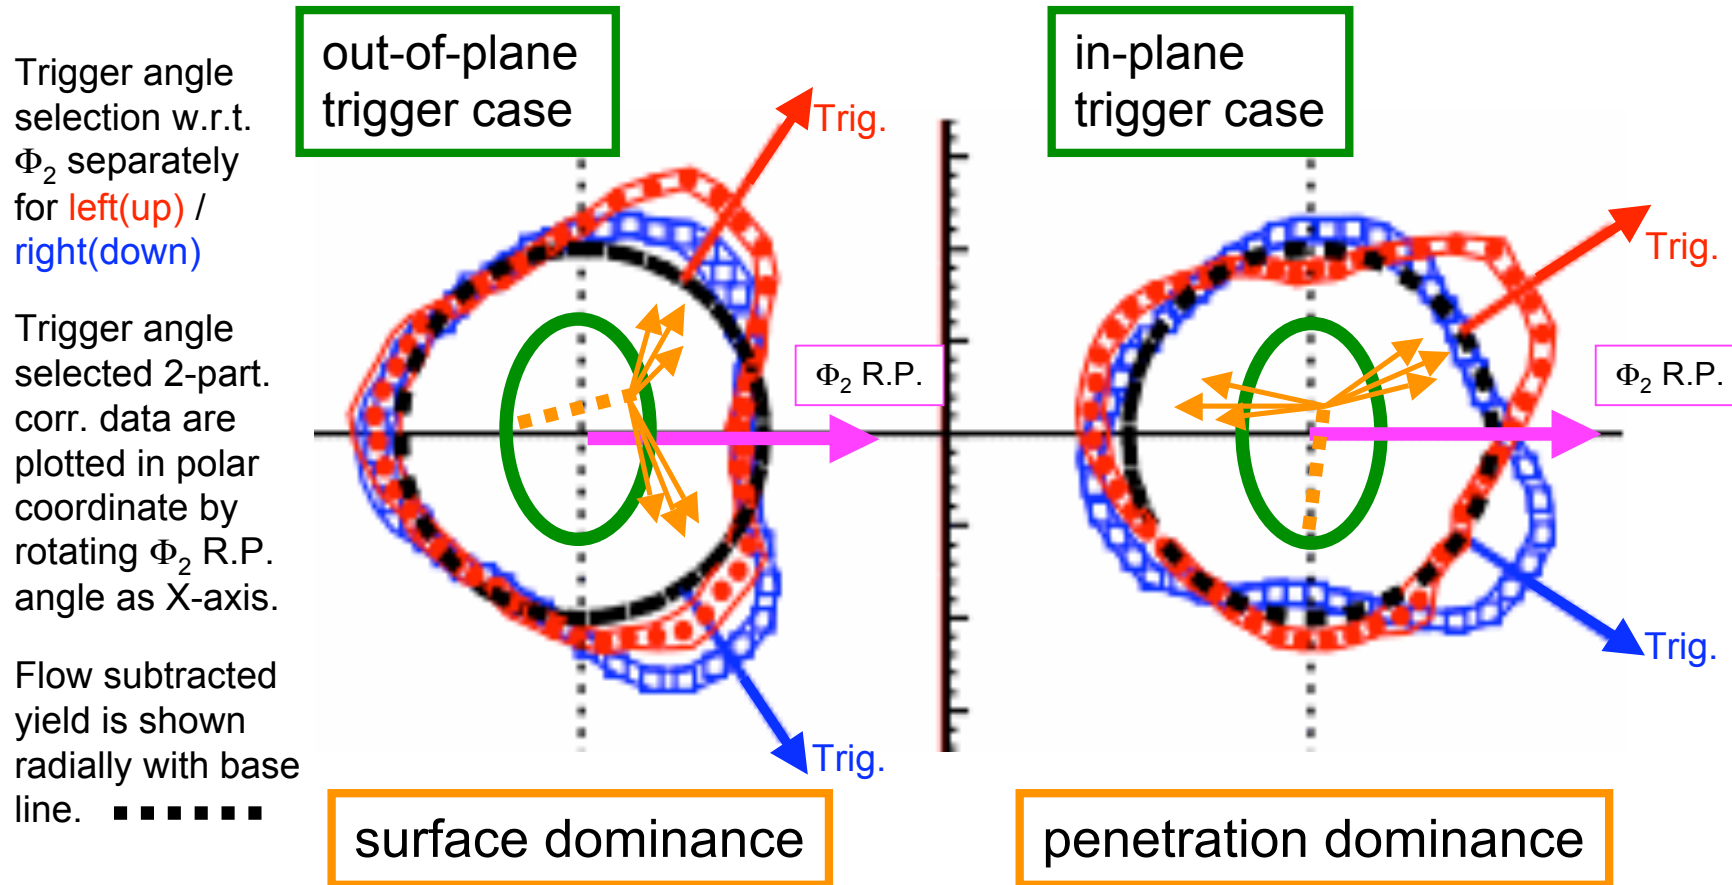 Trigger angle
selection w.r.t.
Φ2 separately
for left(up) /
right(down)
Trigger angle
selected 2-part.
corr. data are
plotted in polar
coordinate by
rotating Φ2 R.P.
angle as X-axis.
Flow subtracted
yield is shown
radially with base
line.
out-of-plane
trigger case
Trig.
Φ2 R.P.
Trig.
surface dominance
in-plane
trigger case
Trig.
Φ2 R.P.
Trig.
penetration dominance